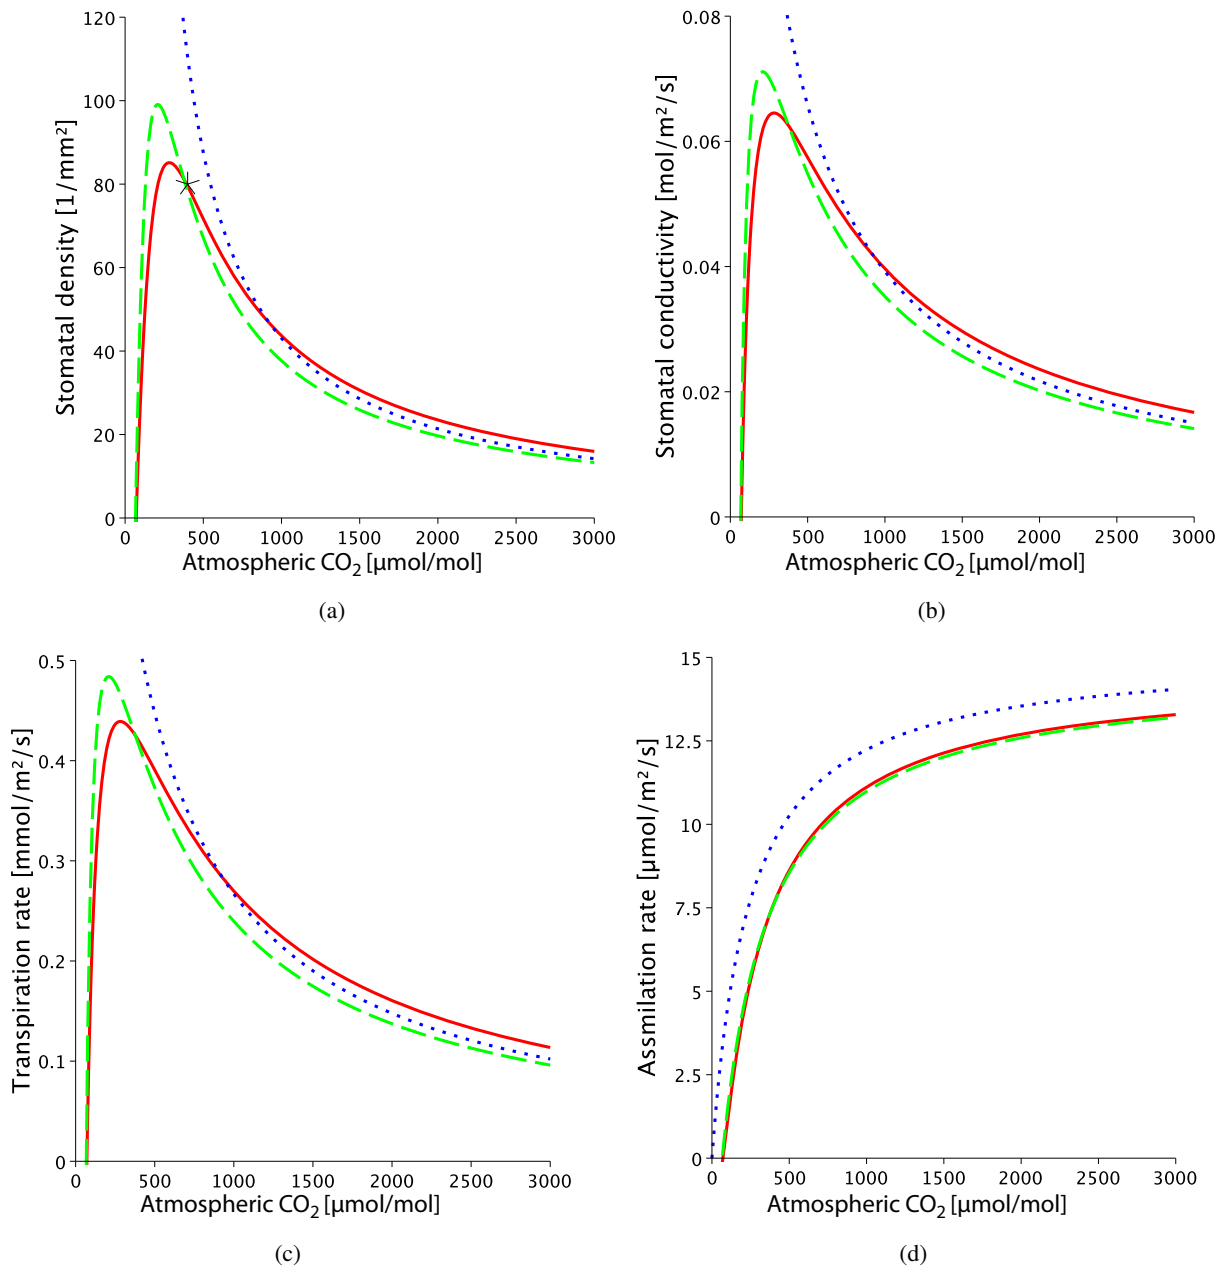 120
100
80
60
40
20
0
0 500 1000 1500 2000 2500 3000
Stomatal density [1/mm²]
Atmospheric CO₂ [µmol/mol]
(a)
0.08
0.06
0.04
0.02
0
0 500 1000 1500 2000 2500 3000
Stomatal conductivity [mol/m²/s]
Atmospheric CO₂ [µmol/mol]
(b)
0.5
0.4
0.3
0.2
0.1
0
0 500 1000 1500 2000 2500 3000
Transpiration rate [mmol/m²/s]
Atmospheric CO₂ [µmol/mol]
(c)
15
12.5
10
7.5
5
2.5
0
0 500 1000 1500 2000 2500 3000
Assmilation rate [µmol/m²/s]
Atmospheric CO₂ [µmol/mol]
(d)